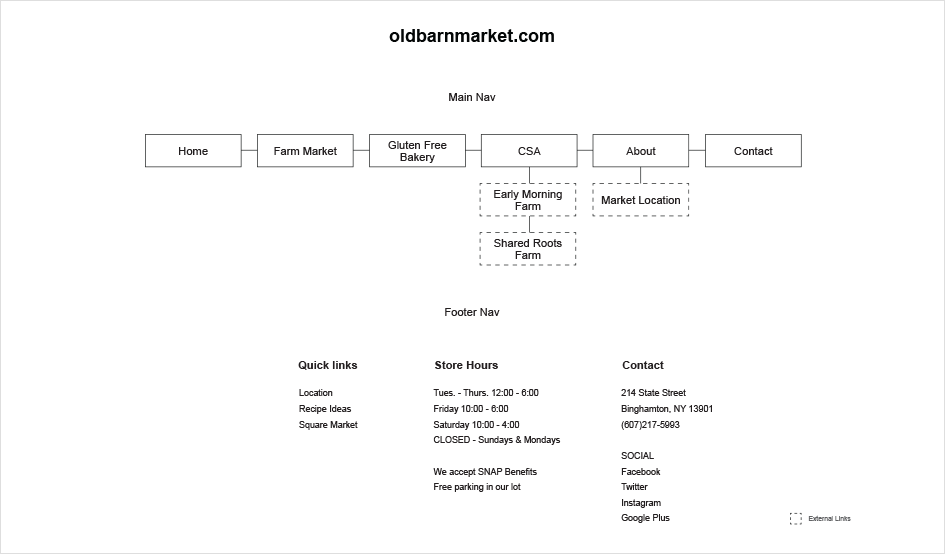 oldbarnmarket.com
Main Nav
Home
Farm Market
Gluten Free
Bakery
CSA
About
Contact
Early Morning
Farm
Market Location
Shared Roots
Farm
Footer Nav
Quick links
Location
Recipe Ideas
Square Market
Store Hours
Tues. - Thurs. 12:00 - 6:00
Friday 10:00 - 6:00
Saturday 10:00 - 4:00
CLOSED - Sundays & Mondays
We accept SNAP Benefits
Free parking in our lot
Contact
214 State Street
Binghamton, NY 13901
(607)217-5993
SOCIAL
Facebook
Twitter
Instagram
Google Plus
External Links